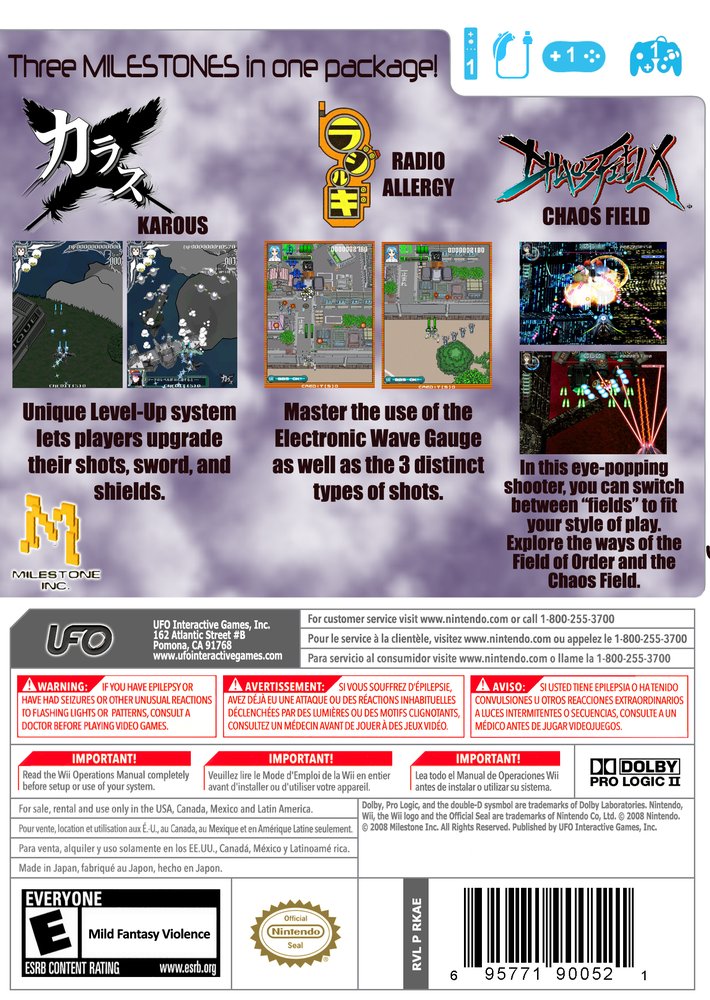 Three MILESTONES in one package!
1
+ 1
1
カラス
KAROUS
ラジルギ
RADIO
ALLERGY
CHAOS FIELD
CHAOS FIELD
CREDIT(S)0
CREDIT(S)0
Unique Level-Up system
lets players upgrade
their shots, sword, and
shields.
Master the use of the
Electronic Wave Gauge
as well as the 3 distinct
types of shots.
In this eye-popping
shooter, you can switch
between “fields” to fit
your style of play.
Explore the ways of the
Field of Order and the
Chaos Field.
M
MILESTONE
INC.
UFO
UFO Interactive Games, Inc.
162 Atlantic Street #B
Pomona, CA 91768
www.ufointeractivegames.com
For customer service visit www.nintendo.com or call 1-800-255-3700
Pour le service à la clientèle, visitez www.nintendo.com ou appelez le 1-800-255-3700
Para servicio al consumidor visite www.nintendo.com o llame la 1-800-255-3700
WARNING: IF YOU HAVE EPILEPSY OR
HAVE HAD SEIZURES OR OTHER UNUSUAL REACTIONS
TO FLASHING LIGHTS OR PATTERNS, CONSULT A
DOCTOR BEFORE PLAYING VIDEO GAMES.
AVERTISSEMENT: SI VOUS SOUFFREZ D'ÉPILEPSIE,
AVEZ DÉJÀ EU UNE ATTAQUE OU DES RÉACTIONS INHABITUELLES
DÉCLENCHÉES PAR DES LUMIÈRES OU DES MOTIFS CLIGNOTANTS,
CONSULTEZ UN MÉDECIN AVANT DE JOUER À DES JEUX VIDÉO.
AVISO: SI USTED TIENE EPILEPSIA O HA TENIDO
CONVULSIONES U OTROS REACCIONES EXTRAORDINARIOS
A LUCES INTERMITENTES O SECUENCIAS, CONSULTE A UN
MÉDICO ANTES DE JUGAR VIDEOJUEGOS.
IMPORTANT!
Read the Wii Operations Manual completely
before setup or use of your system.
IMPORTANT!
Veuillez lire le Mode d'Emploi de la Wii en entier
avant d'installer ou d'utiliser votre appareil.
IMPORTANT!
Lea todo el Manual de Operaciones Wii
antes de instalar o utilizar su sistema.
DOLBY
PRO LOGIC II
For sale, rental and use only in the USA, Canada, Mexico and Latin America.
Pour vente, location et utilisation aux É.-U., au Canada, au Mexique et en Amérique Latine seulement.
Para venta, alquiler y uso solamente en los EE.UU., Canadá, México y Latinoamé rica.
Made in Japan, fabriqué au Japon, hecho en Japon.
Dolby, Pro Logic, and the double-D sysmbol are trademarks of Dolby Laboratories. Nintendo,
Wii, the Wii logo and the Official Seal are trademarks of Nintendo Co, Ltd. © 2008 Nintendo.
© 2008 Milestone Inc. All Rights Reserved. Published by UFO Interactive Games, Inc.
EVERYONE
E
Mild Fantasy Violence
ESRB CONTENT RATING www.esrb.org
Official
Nintendo
Seal
RVL P RKAE
6 95771 90052 1